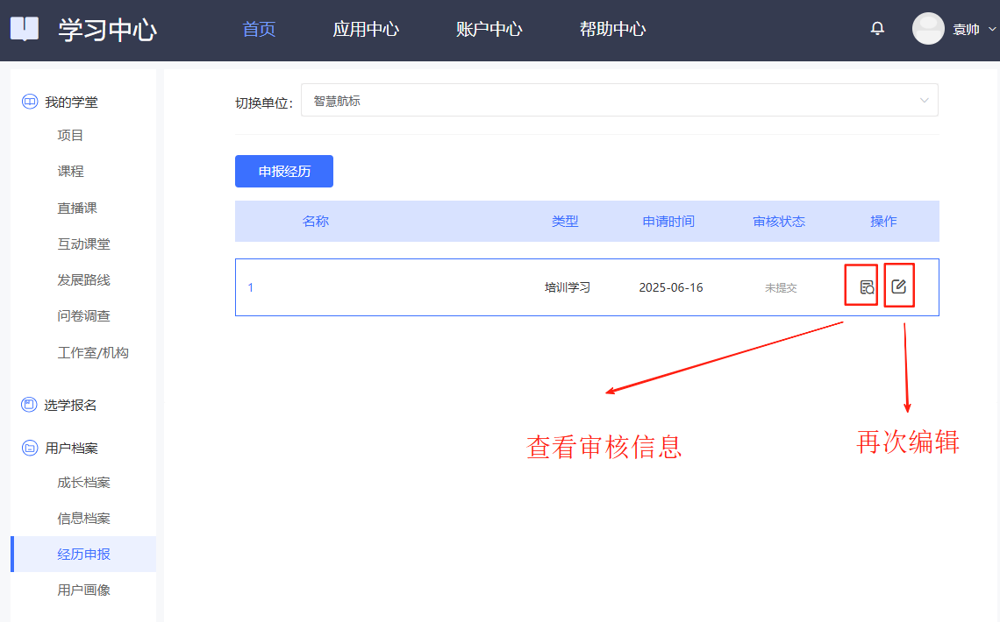 学习中心
首页 应用中心 账户中心 帮助中心
袁帅
我的学堂
项目
课程
直播课
互动课堂
发展路线
问卷调查
工作室/机构
选学报名
用户档案
成长档案
信息档案
经历申报
用户画像
切换单位： 智慧航标
申报经历
名称 类型 申请时间 审核状态 操作
1 培训学习 2025-06-16 未提交
查看审核信息
再次编辑